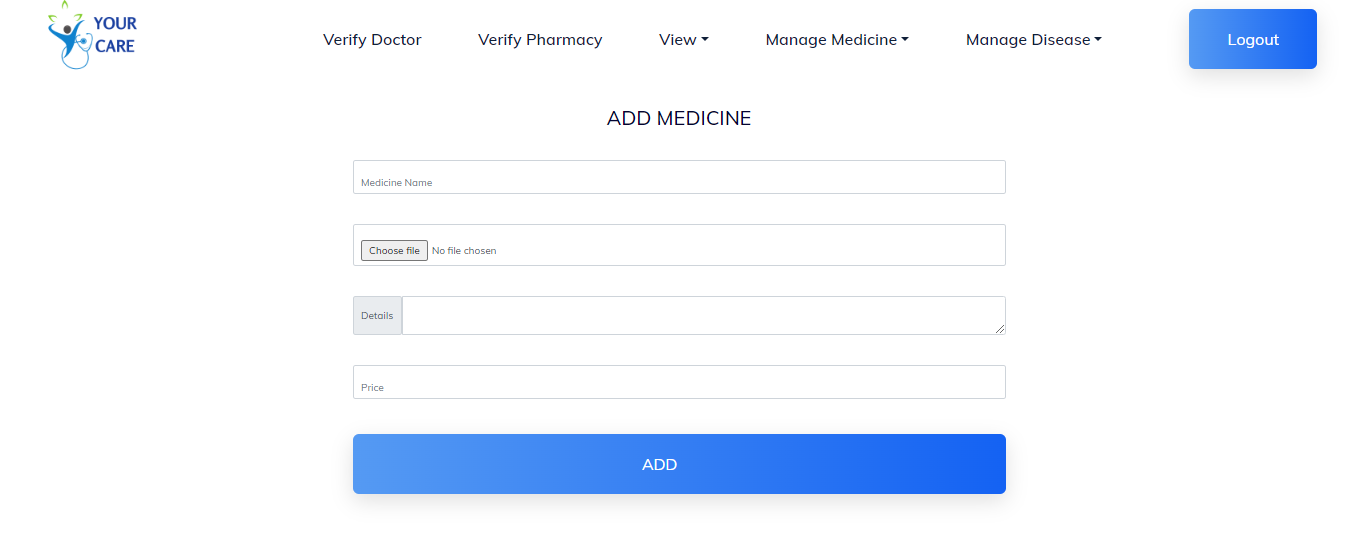 YOUR
CARE
Verify Doctor Verify Pharmacy View Manage Medicine Manage Disease Logout
ADD MEDICINE
Medicine Name
Choose file No file chosen
Details
Price
ADD